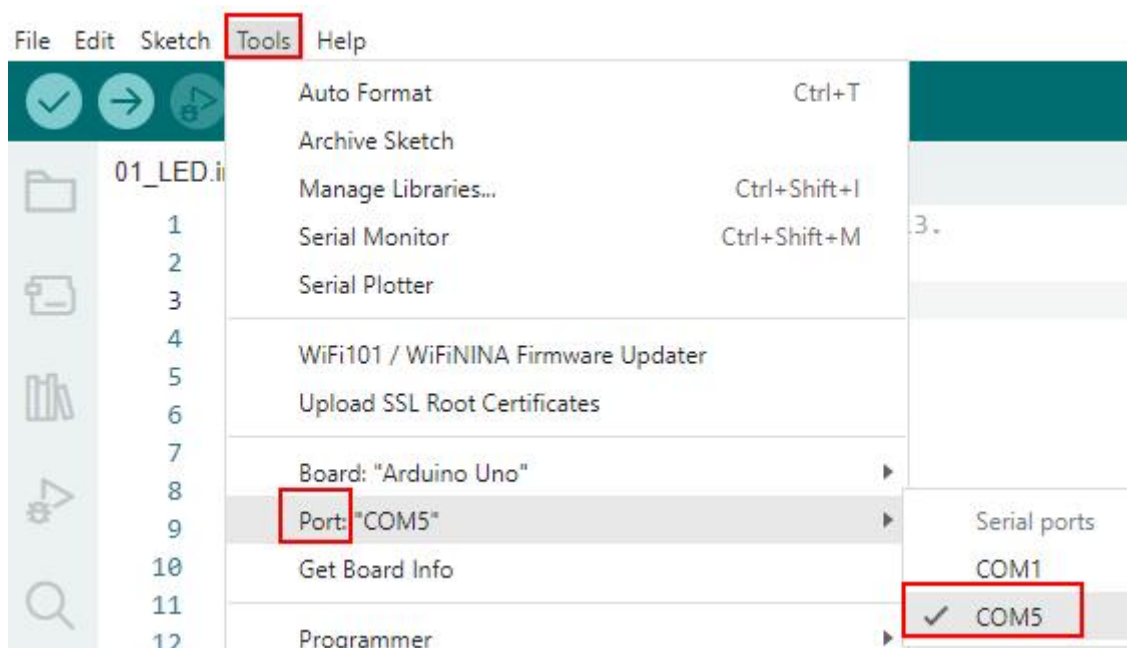 File Edit Sketch Tools Help
Auto Format Ctrl+T
Archive Sketch
01_LED.i
Manage Libraries... Ctrl+Shift+I
1
Serial Monitor Ctrl+Shift+M
3.
2
Serial Plotter
3
4
WiFi101 / WiFiNINA Firmware Updater
5
Upload SSL Root Certificates
6
7
Board: "Arduino Uno"
8
Port: "COM5"
Serial ports
9
Get Board Info
COM1
10
11
COM5
Programmer
12